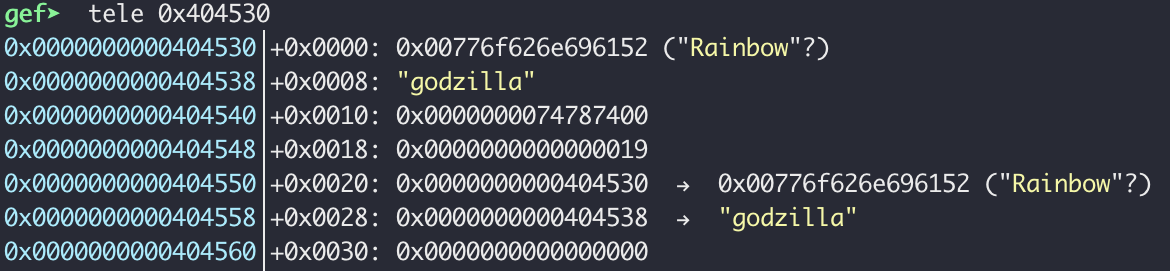 gef➤  tele 0x404530
0x0000000000404530│+0x0000: 0x00776f626e696152 ("Rainbow"?)
0x0000000000404538│+0x0008: "godzilla"
0x0000000000404540│+0x0010: 0x0000000074787400
0x0000000000404548│+0x0018: 0x0000000000000019
0x0000000000404550│+0x0020: 0x0000000000404530  →  0x00776f626e696152 ("Rainbow"?)
0x0000000000404558│+0x0028: 0x0000000000404538  →  "godzilla"
0x0000000000404560│+0x0030: 0x0000000000000000